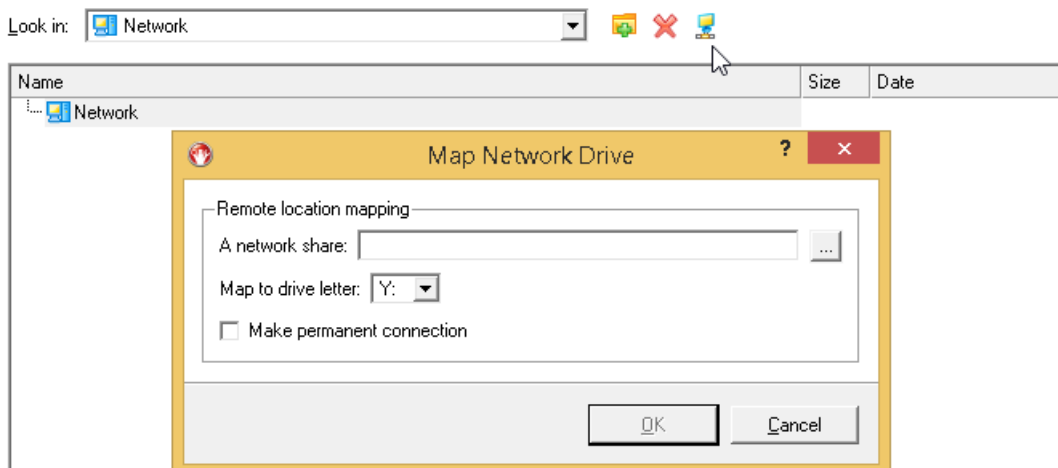 Look in: Network
Name Size Date
Network
Map Network Drive ? ×
Remote location mapping
A network share: ...
Map to drive letter: Y:
Make permanent connection
OK Cancel